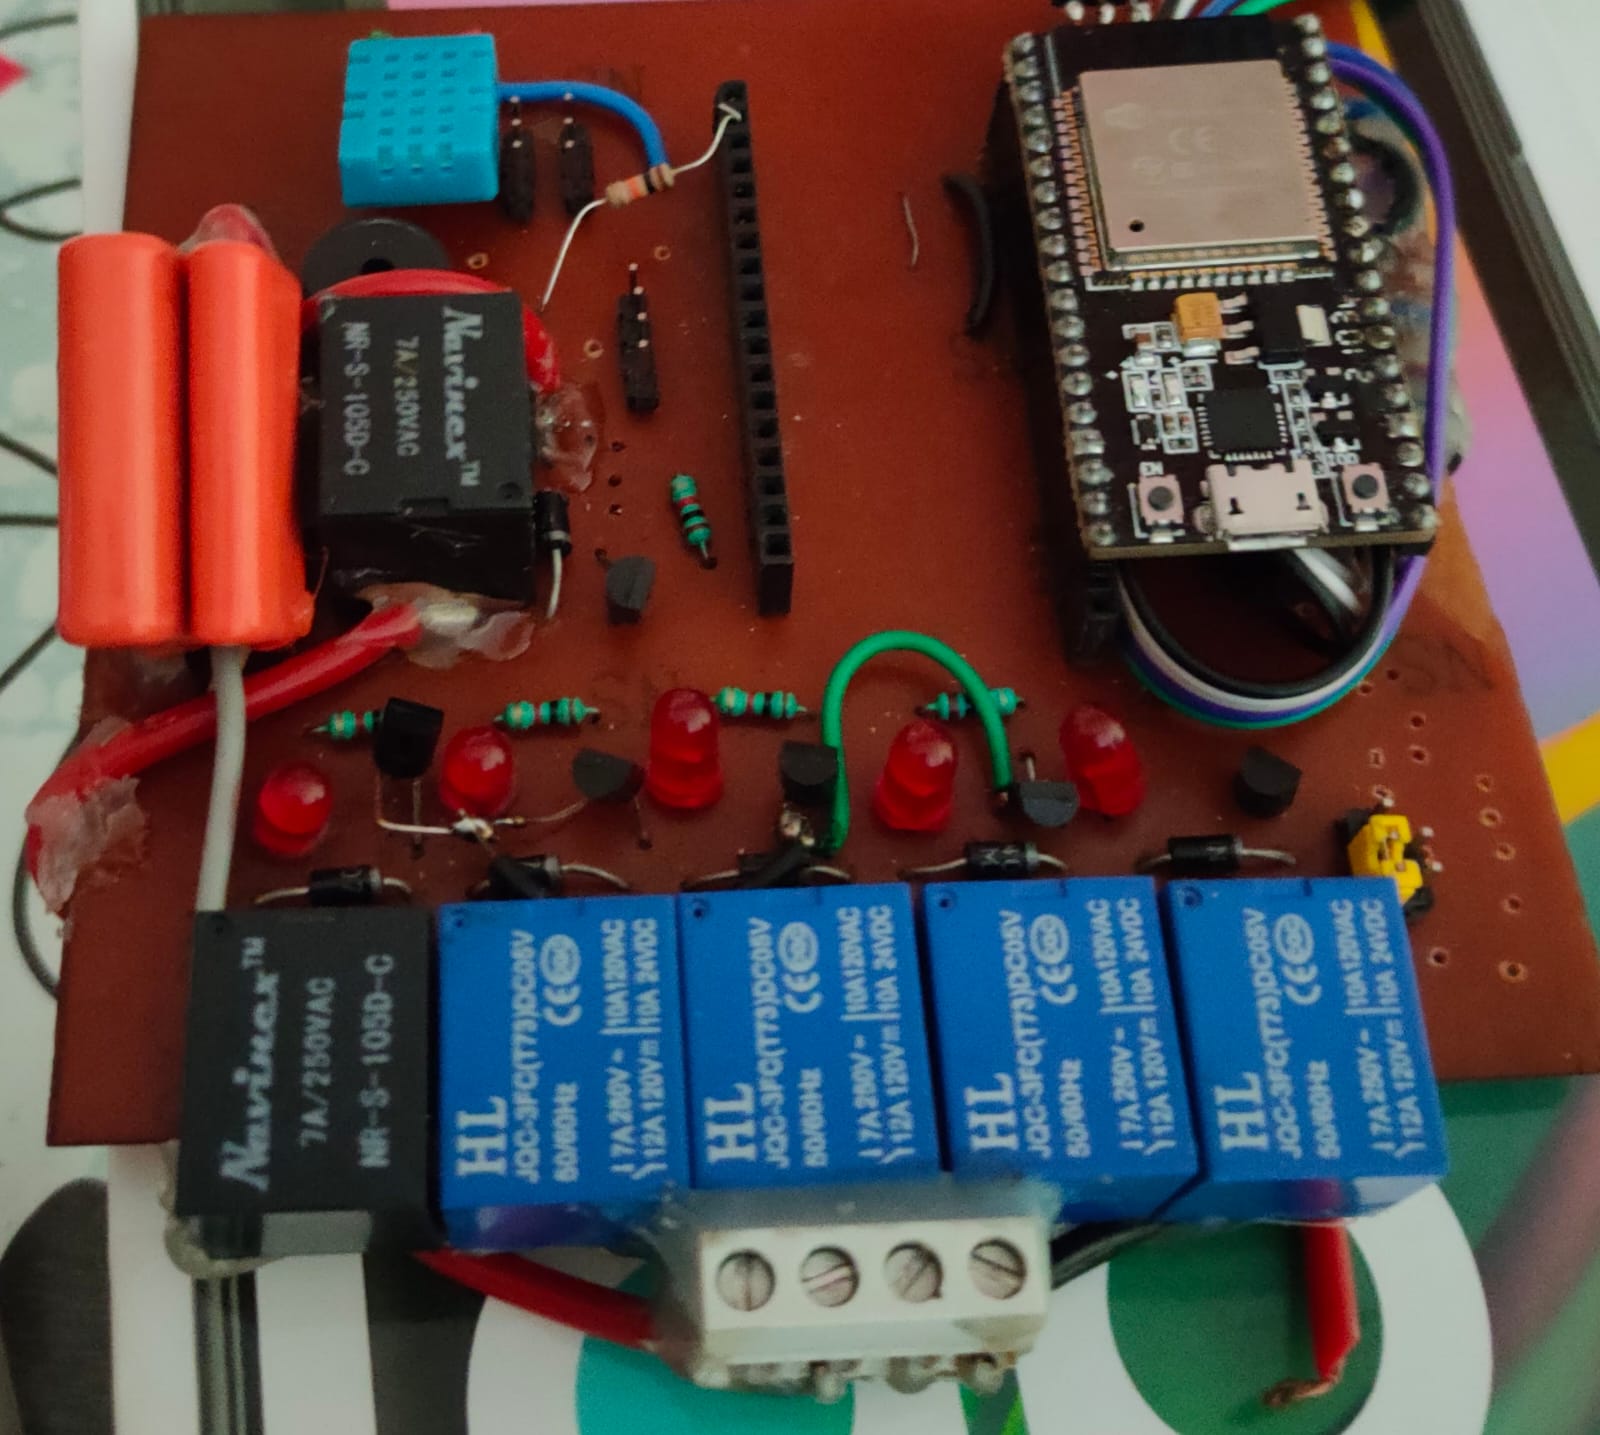 CE
Navinex™
7A/250VAC
NR-S-105D-C
EN
Navinex™
7A/250VAC
NR-S-105D-C
HL
JQC-3FC(T73)DC05V
50/60Hz CE
7A 250V~ 10A120VAC
12A 120V= 10A 24VDC
HL
JQC-3FC(T73)DC05V
50/60Hz CE
7A 250V~ 10A120VAC
12A 120V= 10A 24VDC
HL
JQC-3FC(T73)DC05V
50/60Hz CE
7A 250V~ 10A120VAC
12A 120V= 10A 24VDC
HL
JQC-3FC(T73)DC05V
50/60Hz CE
7A 250V~ 10A120VAC
12A 120V= 10A 24VDC